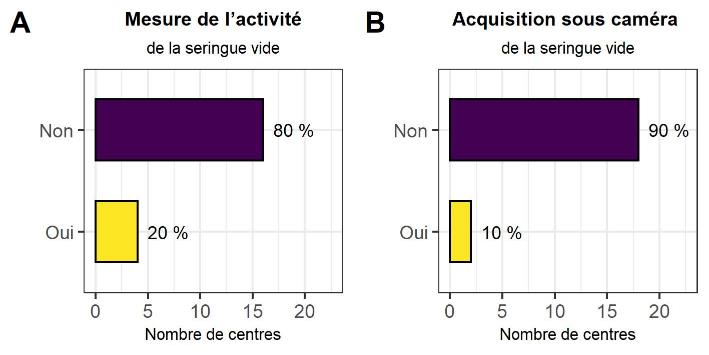 A
Mesure de l’activité
de la seringue vide
Non
80 %
Oui
20 %
0 5 10 15 20
Nombre de centres
B
Acquisition sous caméra
de la seringue vide
Non
90 %
Oui
10 %
0 5 10 15 20
Nombre de centres